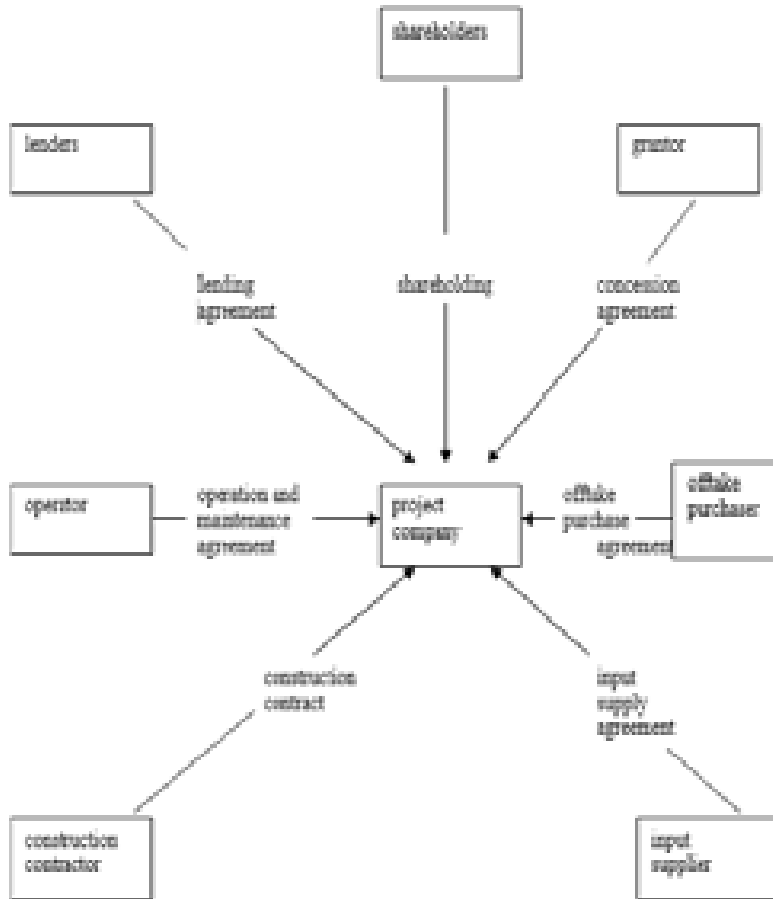 shareholders
lenders
grantor
lending
agreement
shareholding
concession
agreement
operator
operation and
maintenance
agreement
project
company
offtake
purchase
agreement
offtake
purchaser
construction
contract
input
supply
agreement
construction
contractor
input
supplier